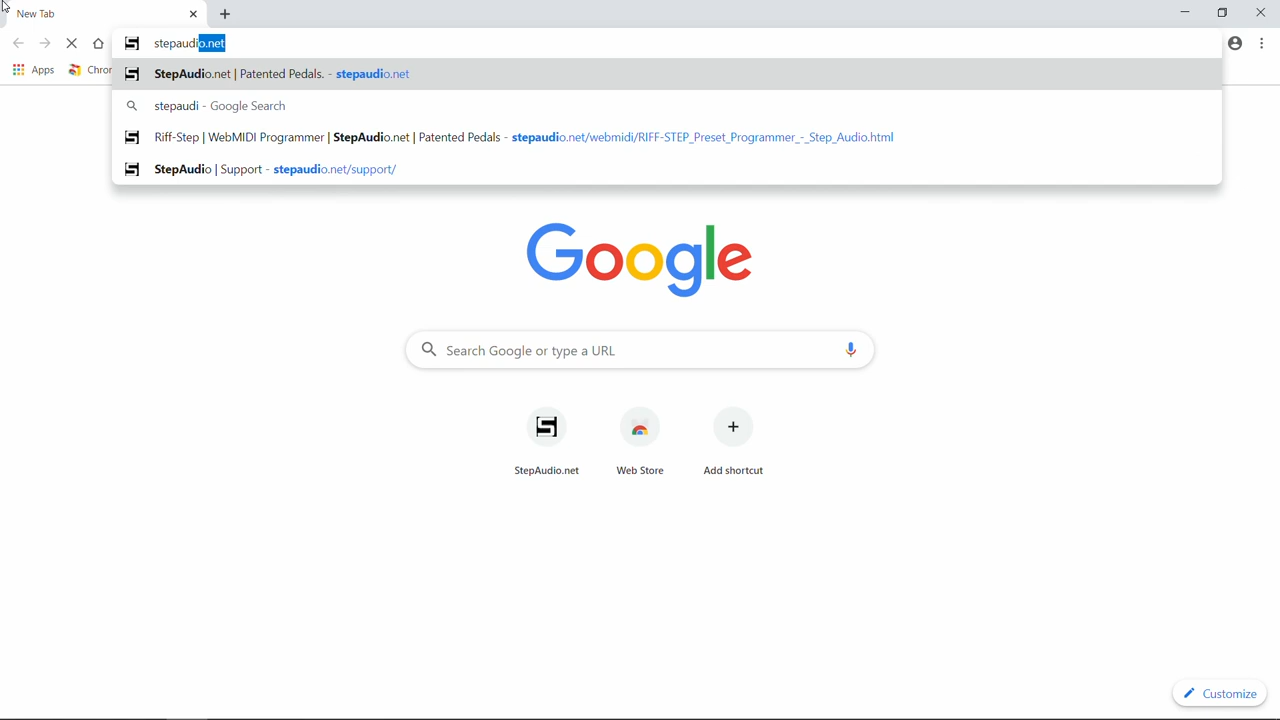 New Tab
stepaudio.net
Apps
Chror
StepAudio.net | Patented Pedals. - stepaudio.net
stepaudi - Google Search
Riff-Step | WebMIDI Programmer | StepAudio.net | Patented Pedals - stepaudio.net/webmidi/RIFF-STEP_Preset_Programmer_-_Step_Audio.html
StepAudio | Support - stepaudio.net/support/
Google
Search Google or type a URL
StepAudio.net
Web Store
Add shortcut
Customize